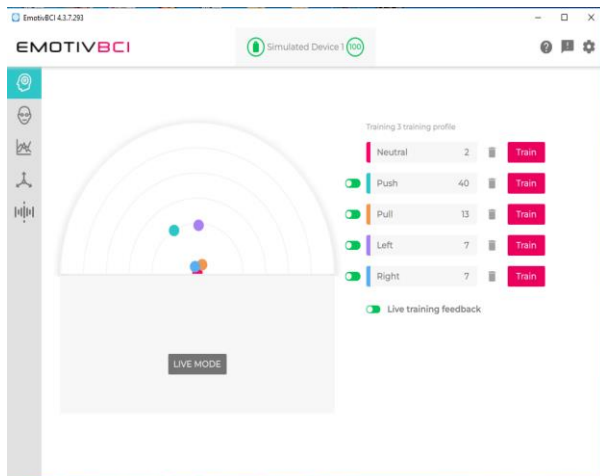 EmotivBCI 4.3.7.293
EMOTIVBCI
Simulated Device 1 100
Training 3 training profile
Neutral 2 Train
Push 40 Train
Pull 13 Train
Left 7 Train
Right 7 Train
Live training feedback
LIVE MODE